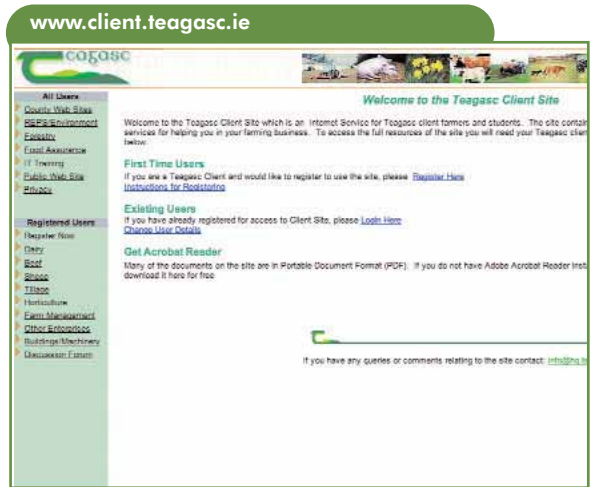 www.client.teagasc.ie
teagasc
All Users
County Web Sites
REPS/Environment
Forestry
Food Assurance
IT Training
Public Web Site
Privacy
Registered Users
Register Now
Dairy
Beef
Sheep
Tillage
Horticulture
Farm Management
Other Enterprises
Buildings/Machinery
Discussion Forum
Welcome to the Teagasc Client Site
Welcome to the Teagasc Client Site which is an Internet Service for Teagasc client farmers and students. The site contain
services for helping you in your farming business. To access the full resources of the site you will need your Teagasc clien
below.
First Time Users
If you are a Teagasc Client and would like to register to use the site, please Register Here
Instructions for Registering
Existing Users
If you have already registered for access to Client Site, please Login Here
Change User Details
Get Acrobat Reader
Many of the documents on the site are in Portable Document Format (PDF). If you do not have Adobe Acrobat Reader inst
download it here for free
If you have any queries or comments relating to the site contact: info@hq.te